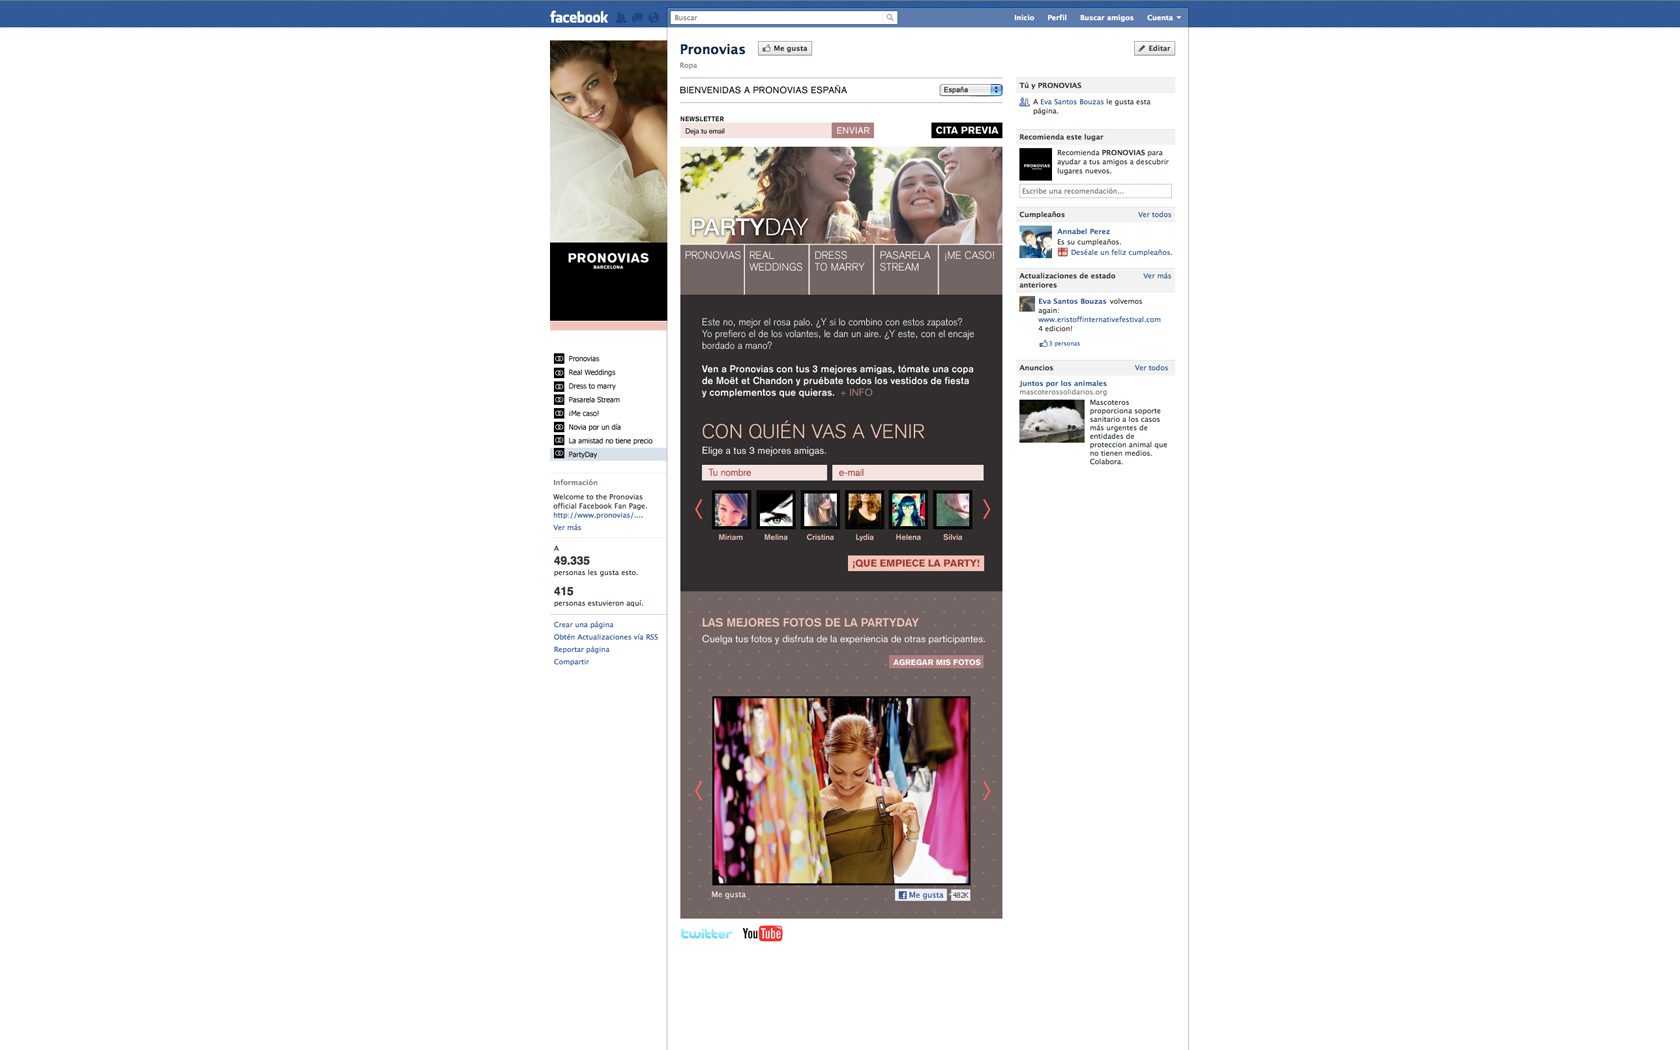 facebook
Buscar
Inicio
Perfil
Buscar amigos
Cuenta
PRONOVIAS
BARCELONA
Pronovias
Real Weddings
Dress to marry
Pasarela Stream
¡Me caso!
Novia por un día
La amistad no tiene precio
PartyDay
Información
Welcome to the Pronovias
official Facebook Fan Page.
http://www.pronovias/....
Ver más
A
49.335
personas les gusta esto.
415
personas estuvieron aquí.
Crear una página
Obtén Actualizaciones vía RSS
Reportar página
Compartir
Pronovias
Me gusta
Editar
Ropa
BIENVENIDAS A PRONOVIAS ESPAÑA
España
NEWSLETTER
Deja tu email
ENVIAR
CITA PREVIA
PARTYDAY
PRONOVIAS
REAL
WEDDINGS
DRESS
TO MARRY
PASARELA
STREAM
¡ME CASO!
Este no, mejor el rosa palo. ¿Y si lo combino con estos zapatos?
Yo prefiero el de los volantes, le dan un aire. ¿Y este, con el encaje
bordado a mano?
Ven a Pronovias con tus 3 mejores amigas, tómate una copa
de Moët et Chandon y pruébate todos los vestidos de fiesta
y complementos que quieras. + INFO
CON QUIÉN VAS A VENIR
Elige a tus 3 mejores amigas.
Tu nombre
e-mail
Miriam
Melina
Cristina
Lydia
Helena
Silvia
¡QUE EMPIECE LA PARTY!
LAS MEJORES FOTOS DE LA PARTYDAY
Cuelga tus fotos y disfruta de la experiencia de otras participantes.
AGREGAR MIS FOTOS
Me gusta
Me gusta
482K
twitter
YouTube
Tú y PRONOVIAS
A Eva Santos Bouzas le gusta esta
página.
Recomienda este lugar
PRONOVIAS
Recomienda PRONOVIAS para
ayudar a tus amigos a descubrir
lugares nuevos.
Escribe una recomendación...
Cumpleaños
Ver todos
Annabel Perez
Es su cumpleaños.
Deséale un feliz cumpleaños.
Actualizaciones de estado
anteriores
Ver más
Eva Santos Bouzas volvemos
again:
www.eristoffinternativefestival.com
4 edicion!
3 personas
Anuncios
Ver todos
Juntos por los animales
mascoterossolidarios.org
Mascoteros
proporciona soporte
sanitario a los casos
más urgentes de
entidades de
proteccion animal que
no tienen medios.
Colabora.